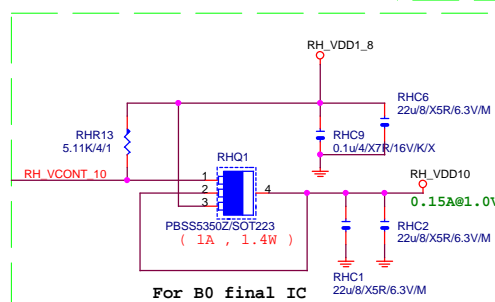 RH_VDD1_8
RHC6
22u/8/X5R/6.3V/M
RHR13
5.11K/4/1
RHC9
0.1u/4/X7R/16V/K/X
RHQ1
RH_VCONT_10
1
2
3
4
RH_VDD10
0.15A@1.0V
PBSS5350Z/SOT223
( 1A , 1.4W )
RHC2
22u/8/X5R/6.3V/M
RHC1
22u/8/X5R/6.3V/M
For B0 final IC